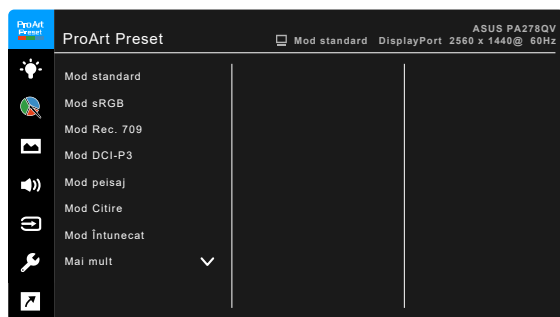 ProArt
Preset
ProArt Preset
ASUS PA278QV
Mod standard DisplayPort 2560 x 1440@ 60Hz
Mod standard
Mod sRGB
Mod Rec. 709
Mod DCI-P3
Mod peisaj
Mod Citire
Mod Întunecat
Mai mult